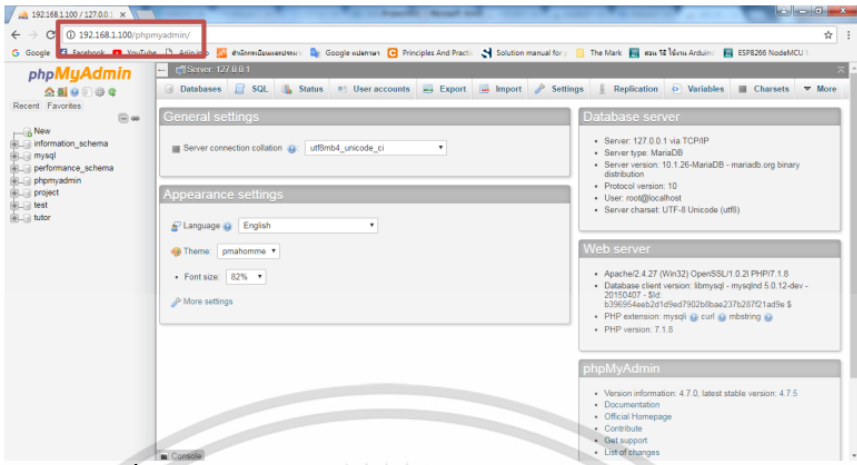 192.168.1.100 / 127.0.0.1
192.168.1.100/phpmyadmin/
Google Facebook YouTube Principles And Practic Solution manual for The Mark ESP8266 NodeMCU
phpMyAdmin
Recent Favorites
New
information_schema
mysql
performance_schema
phpmyadmin
project
test
tutor
Server: 127.0.0.1
Databases SQL Status User accounts Export Import Settings Replication Variables Charsets More
General settings
Server connection collation utf8mb4_unicode_ci
Appearance settings
Language English
Theme: pmahomme
Font size: 82%
More settings
Database server
Server: 127.0.0.1 via TCP/IP
Server type: MariaDB
Server version: 10.1.26-MariaDB - mariadb.org binary
distribution
Protocol version: 10
User: root@localhost
Server charset: UTF-8 Unicode (utf8)
Web server
Apache/2.4.27 (Win32) OpenSSL/1.0.2l PHP/7.1.8
Database client version: libmysql - mysqlnd 5.0.12-dev -
20150407 - $Id:
b396954eeb2d1d9ed7902b8bae237b287f21ad9e $
PHP extension: mysqli curl mbstring
PHP version: 7.1.8
phpMyAdmin
Version information: 4.7.0, latest stable version: 4.7.5
Documentation
Official Homepage
Contribute
Get support
List of changes
Console